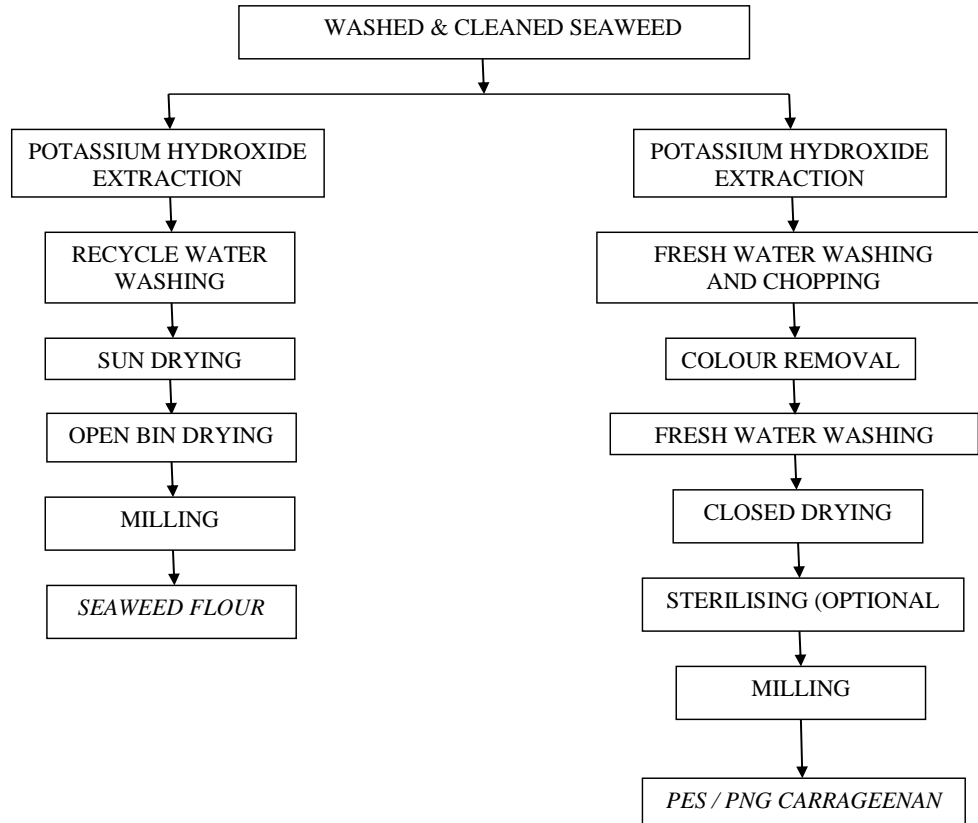 WASHED & CLEANED SEAWEED
POTASSIUM HYDROXIDE
EXTRACTION
RECYCLE WATER
WASHING
SUN DRYING
OPEN BIN DRYING
MILLING
SEAWEED FLOUR
POTASSIUM HYDROXIDE
EXTRACTION
FRESH WATER WASHING
AND CHOPPING
COLOUR REMOVAL
FRESH WATER WASHING
CLOSED DRYING
STERILISING (OPTIONAL
MILLING
PES / PNG CARRAGEENAN